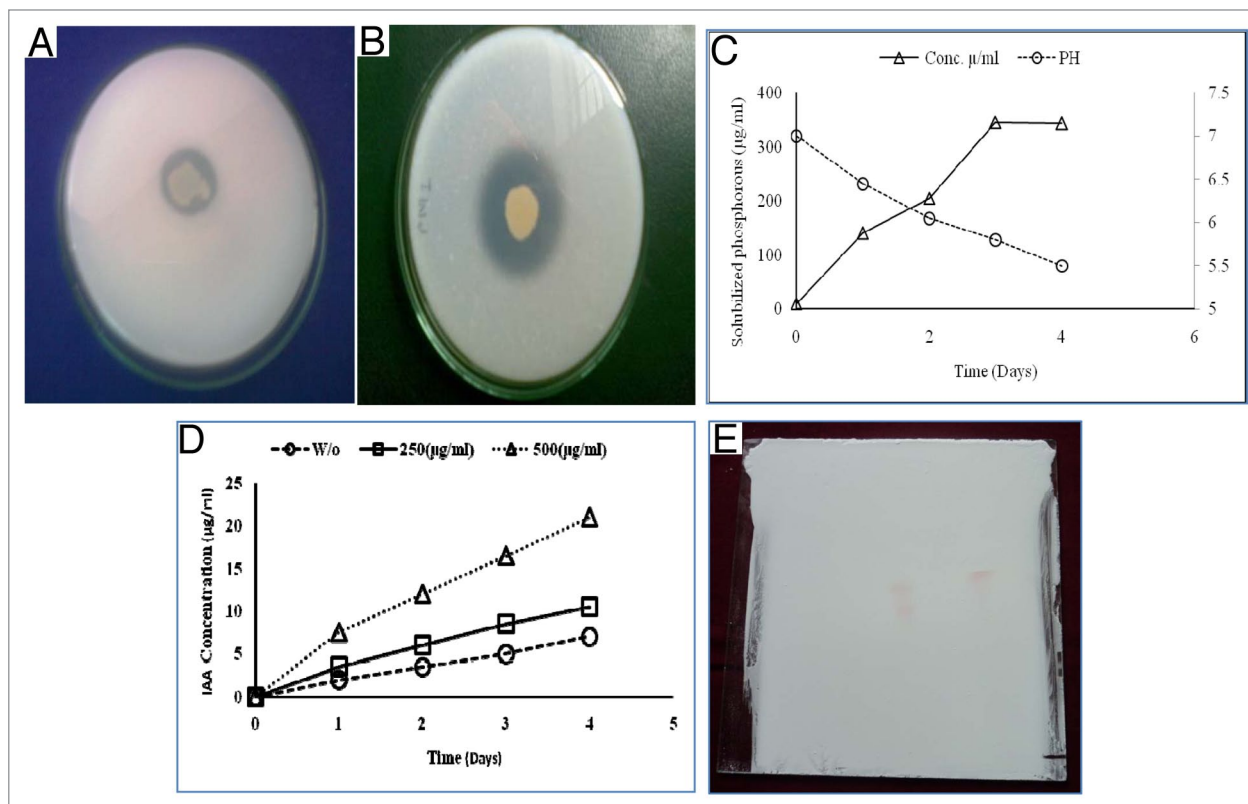 A
B
C
Conc. µ/ml
PH
400
300
200
100
0
7.5
7
6.5
6
5.5
5
0
2
4
6
Solubilized phosphorous (µg/ml)
Time (Days)
D
W/o
250(µg/ml)
500(µg/ml)
25
20
15
10
5
0
0
1
2
3
4
5
IAA Concentration (µg/ml)
Time (Days)
E